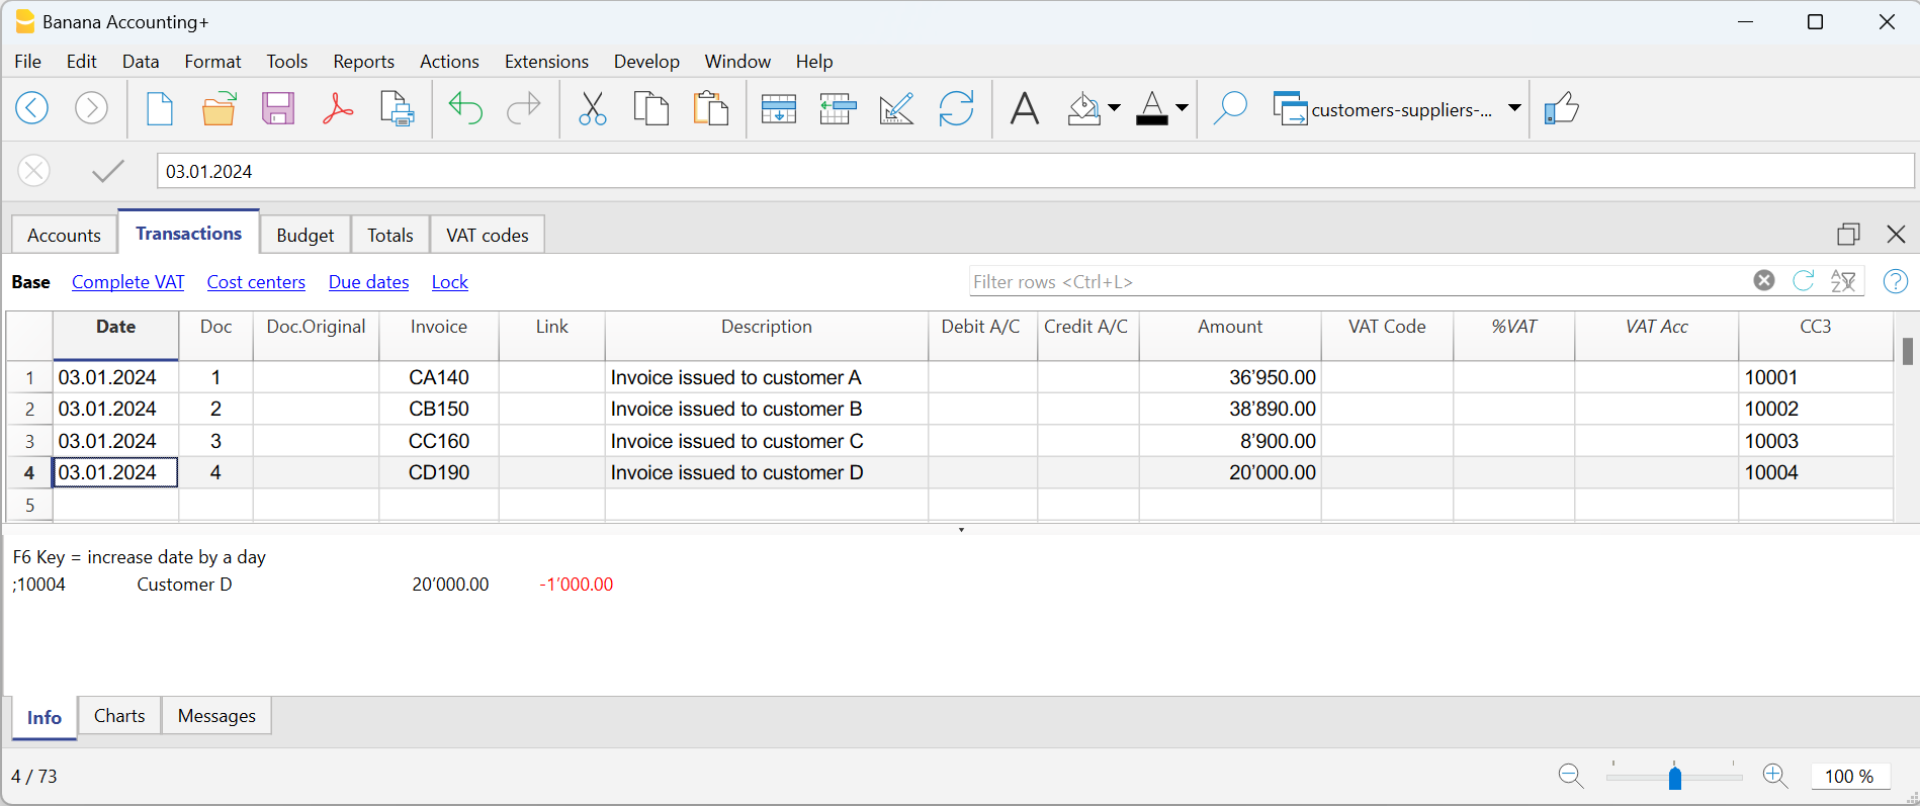 Banana Accounting+
File Edit Data Format Tools Reports Actions Extensions Develop Window Help
customers-suppliers-...
03.01.2024
Accounts Transactions Budget Totals VAT codes
Base Complete VAT Cost centers Due dates Lock Filter rows <Ctrl+L>
Date Doc Doc.Original Invoice Link Description Debit A/C Credit A/C Amount VAT Code %VAT VAT Acc CC3
1 03.01.2024 1 CA140 Invoice issued to customer A 36’950.00 10001
2 03.01.2024 2 CB150 Invoice issued to customer B 38’890.00 10002
3 03.01.2024 3 CC160 Invoice issued to customer C 8’900.00 10003
4 03.01.2024 4 CD190 Invoice issued to customer D 20’000.00 10004
5
F6 Key = increase date by a day
;10004 Customer D 20’000.00 -1’000.00
Info Charts Messages
4 / 73 100 %